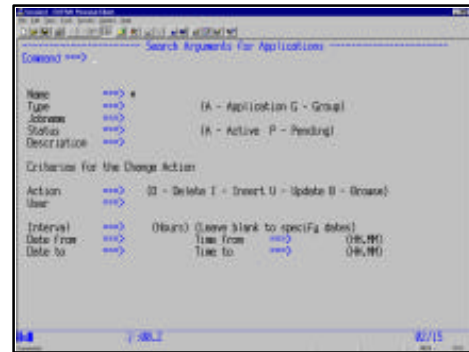 Search Arguments for Applications
Command ===>
Name ===> *
Type ===> (A - Application G - Group)
Jobname ===>
Status ===> (A - Active P - Pending)
Description ===>
Criterias for the Change Action
Action ===> (D - Delete I - Insert U - Update B - Browse)
User ===>
Interval ===> (Hours) (Leave blank to specify dates)
Date from ===> Time from ===> (HH.MM)
Date to ===> Time to ===> (HH.MM)
02/15